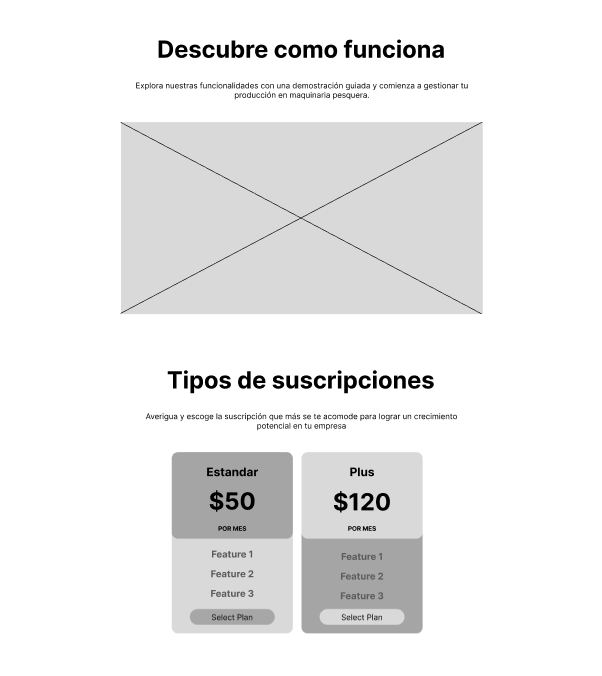 Descubre como funciona
Explora nuestras funcionalidades con una demostración guiada y comienza a gestionar tu
producción en maquinaria pesquera.
Tipos de suscripciones
Averigua y escoge la suscripción que más se te acomode para lograr un crecimiento
potencial en tu empresa
Estandar
$50
POR MES
Feature 1
Feature 2
Feature 3
Select Plan
Plus
$120
POR MES
Feature 1
Feature 2
Feature 3
Select Plan